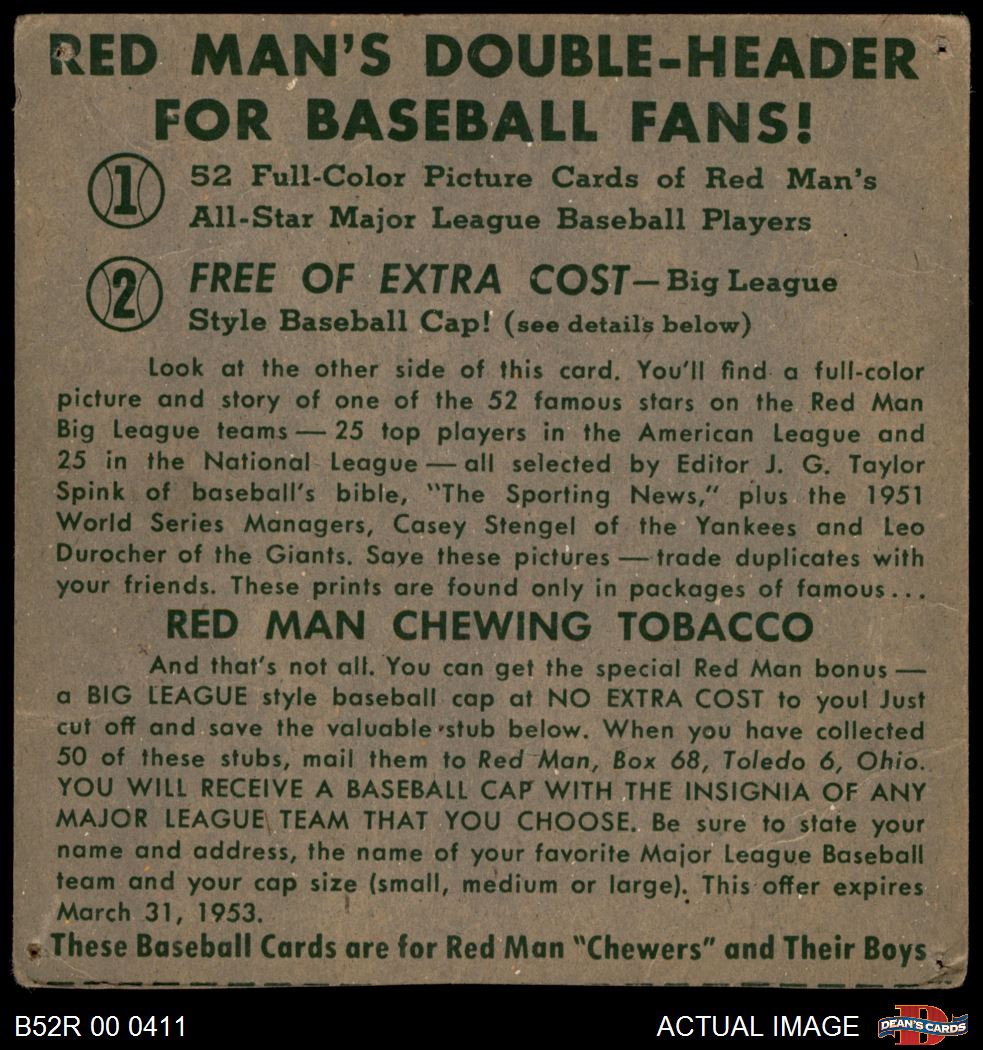 RED MAN'S DOUBLE-HEADER
FOR BASEBALL FANS!
1 52 Full-Color Picture Cards of Red Man's
All-Star Major League Baseball Players
2 FREE OF EXTRA COST—Big League
Style Baseball Cap! (see details below)
Look at the other side of this card. You'll find a full-color
picture and story of one of the 52 famous stars on the Red Man
Big League teams — 25 top players in the American League and
25 in the National League — all selected by Editor J. G. Taylor
Spink of baseball's bible, "The Sporting News," plus the 1951
World Series Managers, Casey Stengel of the Yankees and Leo
Durocher of the Giants. Save these pictures — trade duplicates with
your friends. These prints are found only in packages of famous...
RED MAN CHEWING TOBACCO
And that's not all. You can get the special Red Man bonus —
a BIG LEAGUE style baseball cap at NO EXTRA COST to you! Just
cut off and save the valuable stub below. When you have collected
50 of these stubs, mail them to Red Man, Box 68, Toledo 6, Ohio.
YOU WILL RECEIVE A BASEBALL CAP WITH THE INSIGNIA OF ANY
MAJOR LEAGUE TEAM THAT YOU CHOOSE. Be sure to state your
name and address, the name of your favorite Major League Baseball
team and your cap size (small, medium or large). This offer expires
March 31, 1953.
These Baseball Cards are for Red Man "Chewers" and Their Boys
B52R 00 0411 ACTUAL IMAGE DEAN'S CARDS